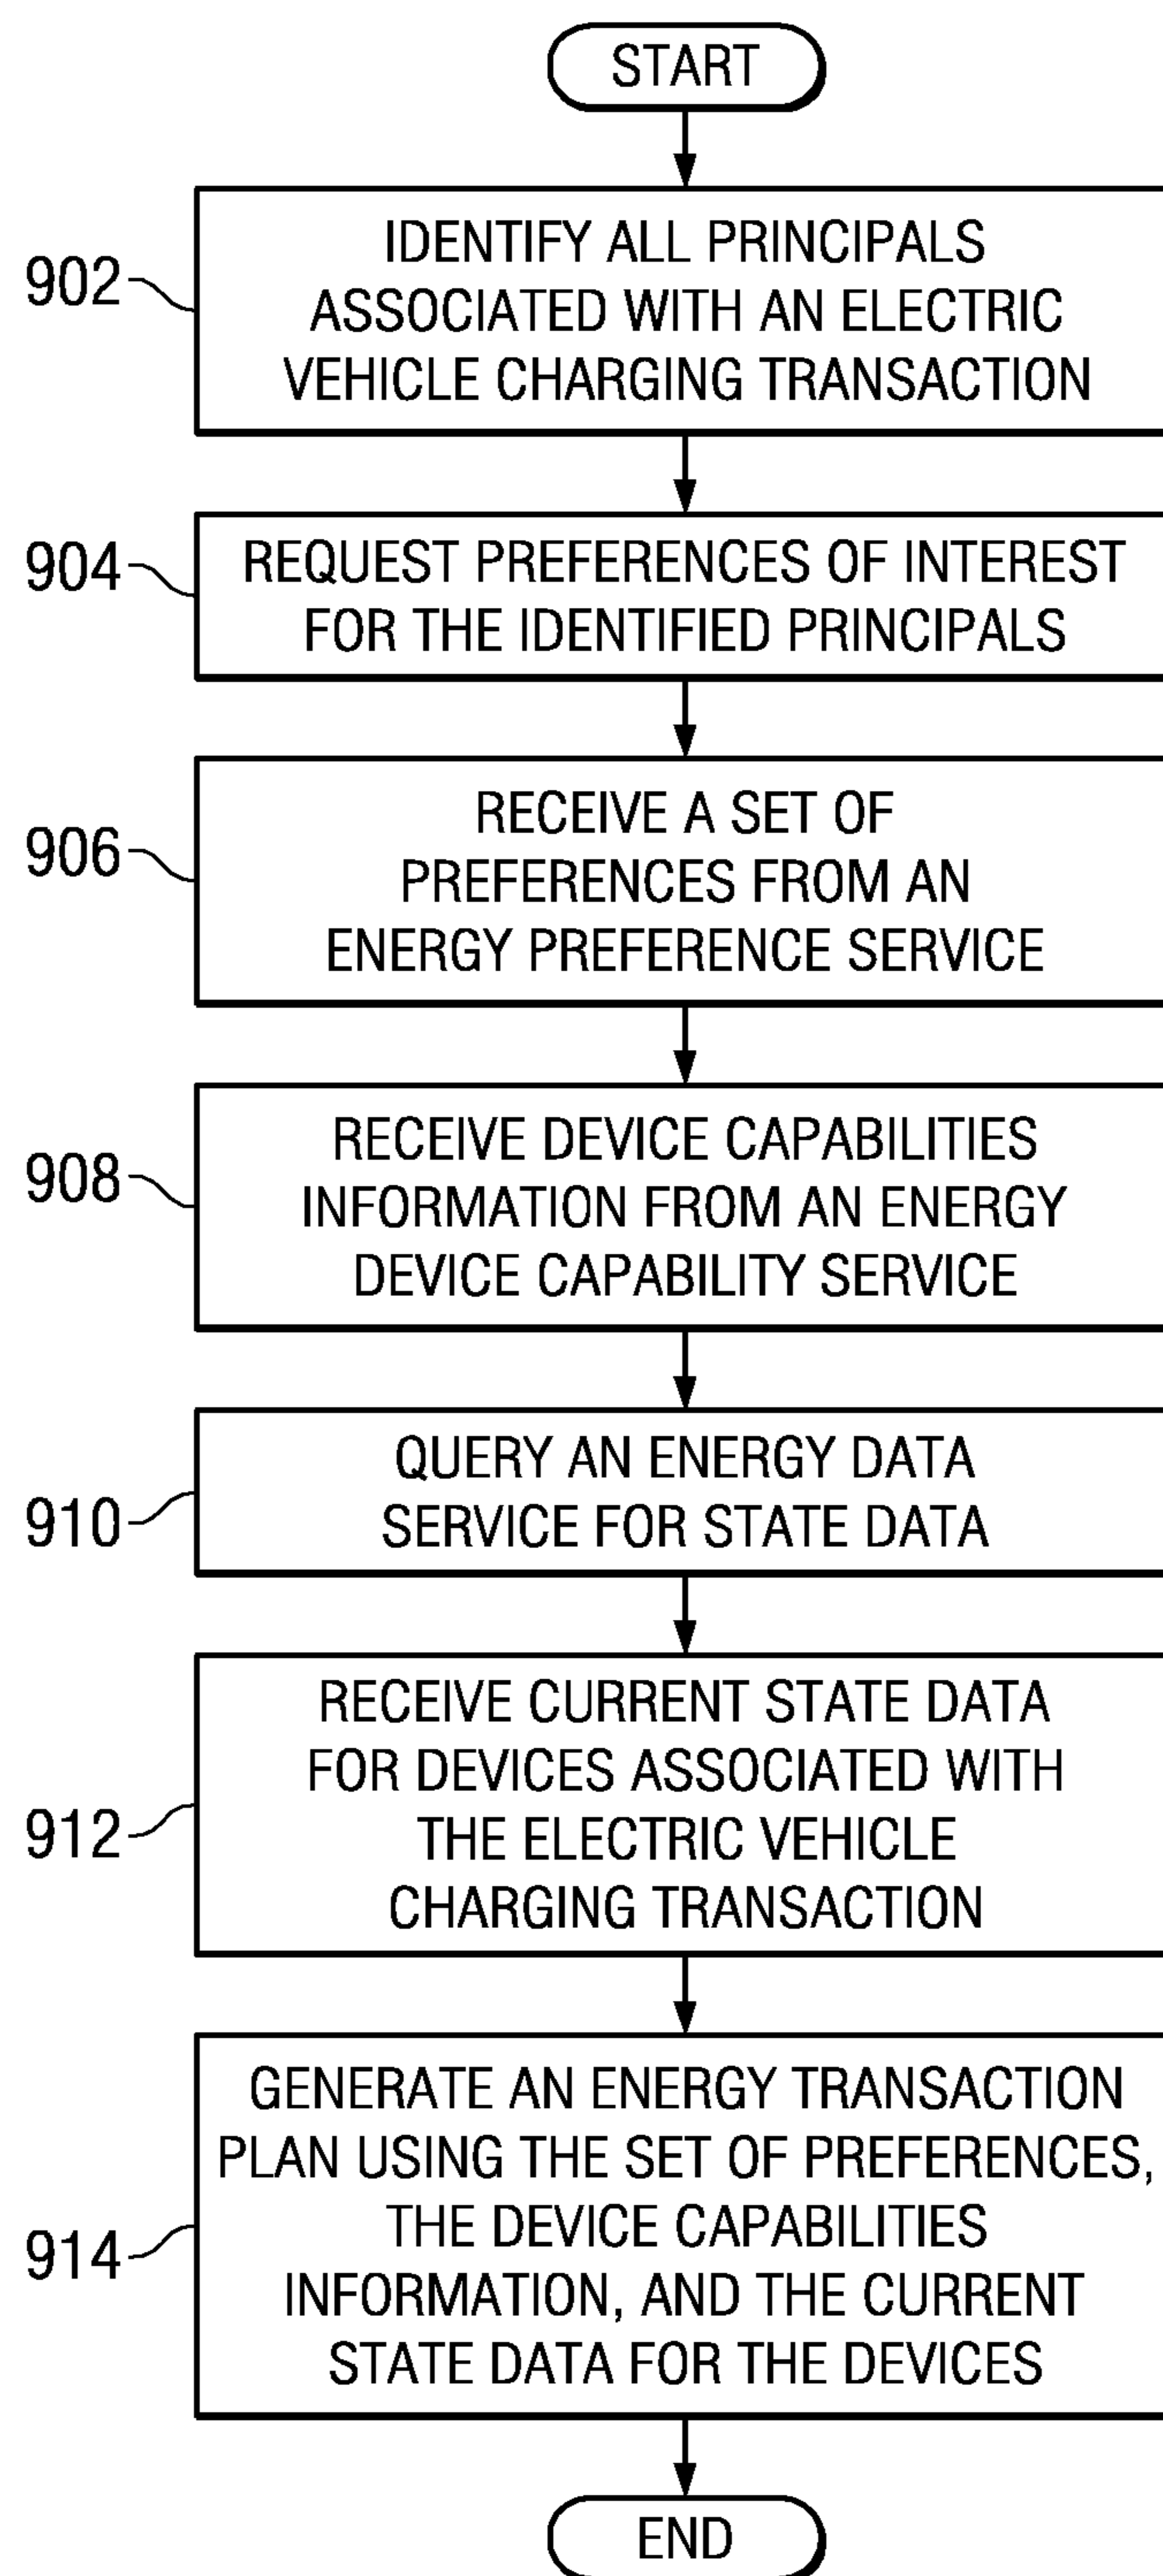 START
902
IDENTIFY ALL PRINCIPALS
ASSOCIATED WITH AN ELECTRIC
VEHICLE CHARGING TRANSACTION
904
REQUEST PREFERENCES OF INTEREST
FOR THE IDENTIFIED PRINCIPALS
906
RECEIVE A SET OF
PREFERENCES FROM AN
ENERGY PREFERENCE SERVICE
908
RECEIVE DEVICE CAPABILITIES
INFORMATION FROM AN ENERGY
DEVICE CAPABILITY SERVICE
910
QUERY AN ENERGY DATA
SERVICE FOR STATE DATA
912
RECEIVE CURRENT STATE DATA
FOR DEVICES ASSOCIATED WITH
THE ELECTRIC VEHICLE
CHARGING TRANSACTION
914
GENERATE AN ENERGY TRANSACTION
PLAN USING THE SET OF PREFERENCES,
THE DEVICE CAPABILITIES
INFORMATION, AND THE CURRENT
STATE DATA FOR THE DEVICES
END